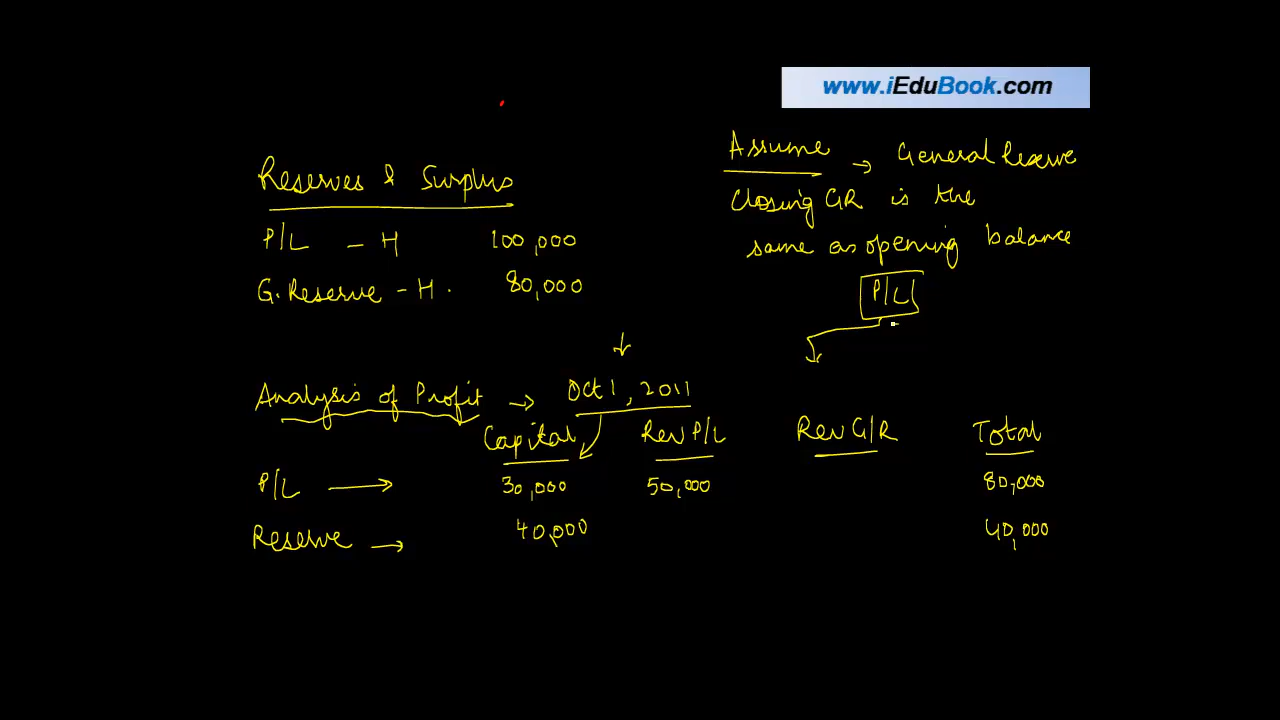 www.iEduBook.com
Assume → General Reserve
closing GR is the
same as opening balance
P/L
Reserves & Surplus
P/L - H 100,000
G. Reserve - H. 80,000
Analysis of Profit → Oct 1, 2011
Capital Rev P/L Rev G/R Total
P/L → 30,000 50,000 80,000
Reserve → 40,000 40,000